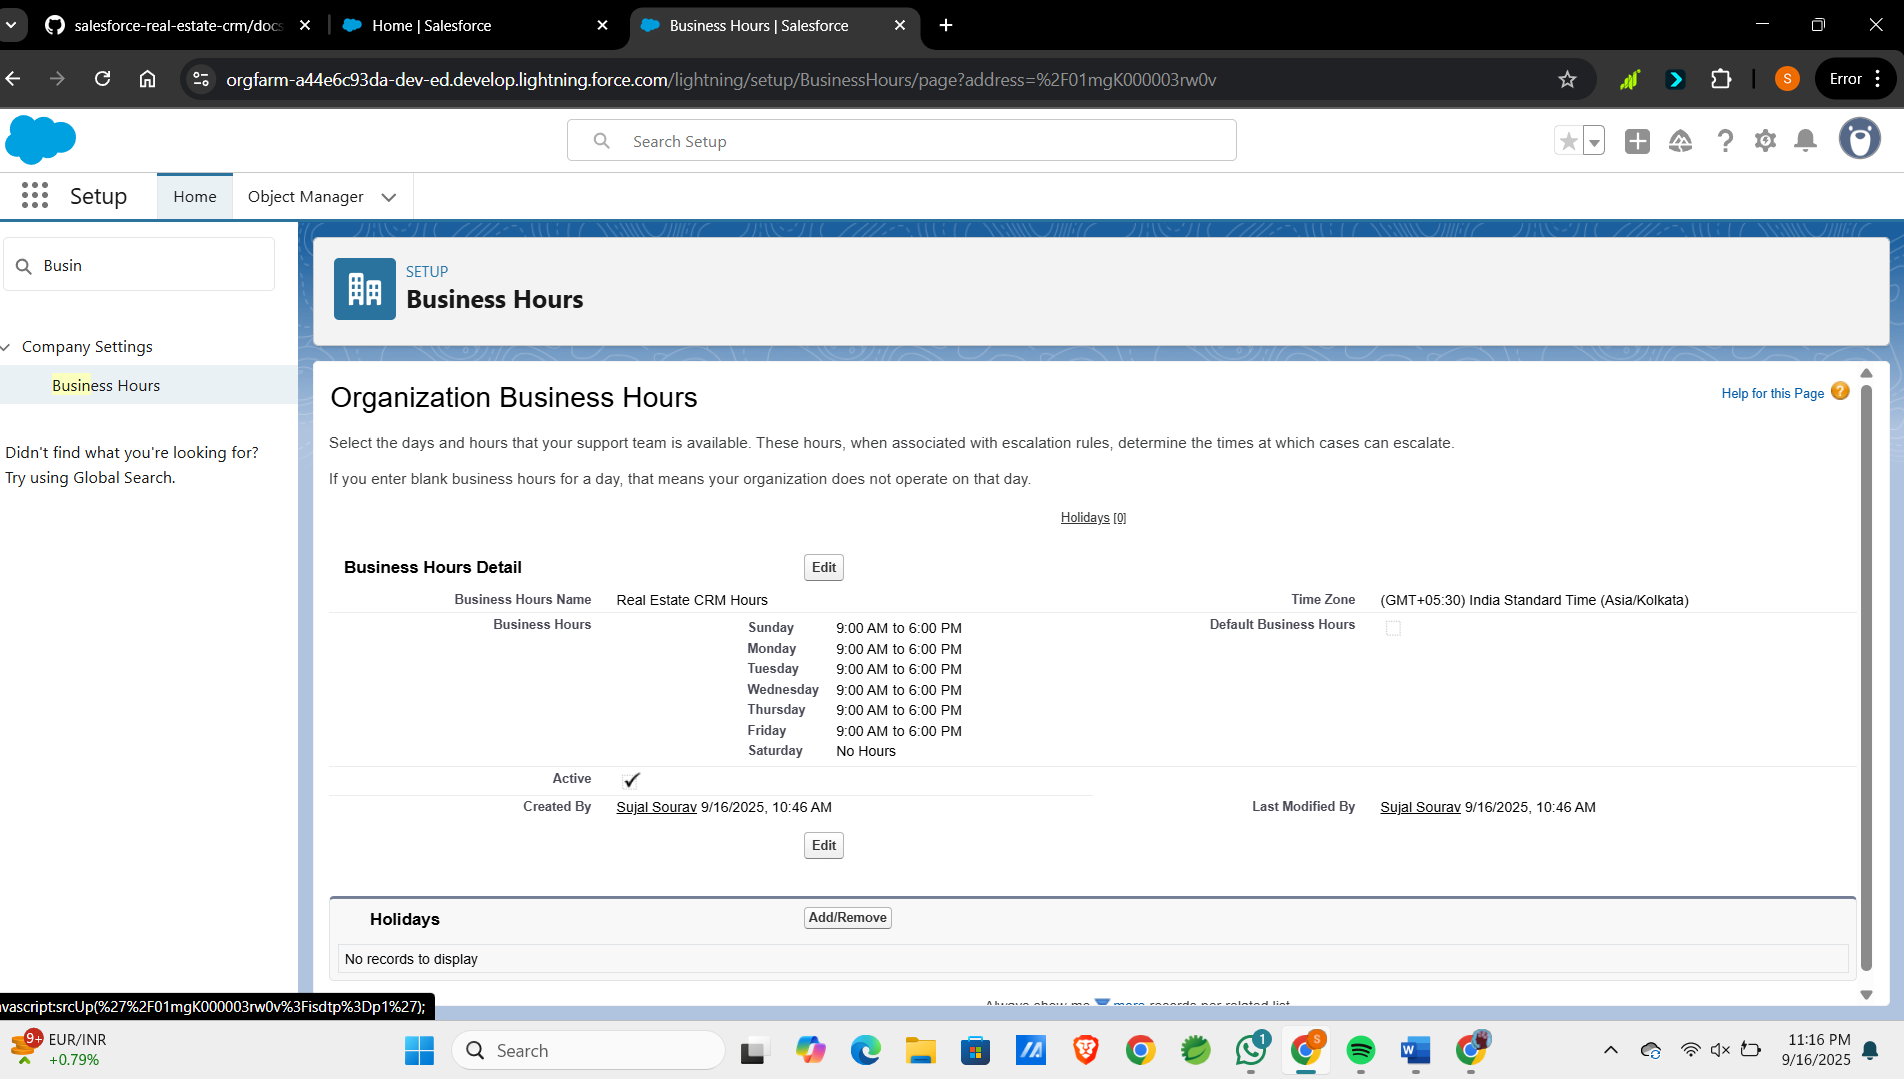 salesforce-real-estate-crm/docs
Home | Salesforce
Business Hours | Salesforce
orgfarm-a44e6c93da-dev-ed.develop.lightning.force.com/lightning/setup/BusinessHours/page?address=%2F01mgK000003rw0v
S
Error
Search Setup
Setup
Home
Object Manager
Busin
Company Settings
Business Hours
Didn't find what you're looking for?
Try using Global Search.
SETUP
Business Hours
Organization Business Hours
Help for this Page ?
Select the days and hours that your support team is available. These hours, when associated with escalation rules, determine the times at which cases can escalate.
If you enter blank business hours for a day, that means your organization does not operate on that day.
Holidays [0]
Business Hours Detail
Edit
Business Hours Name Real Estate CRM Hours
Time Zone (GMT+05:30) India Standard Time (Asia/Kolkata)
Business Hours
Sunday 9:00 AM to 6:00 PM
Monday 9:00 AM to 6:00 PM
Tuesday 9:00 AM to 6:00 PM
Wednesday 9:00 AM to 6:00 PM
Thursday 9:00 AM to 6:00 PM
Friday 9:00 AM to 6:00 PM
Saturday No Hours
Default Business Hours
Active
Created By Sujal Sourav 9/16/2025, 10:46 AM
Last Modified By Sujal Sourav 9/16/2025, 10:46 AM
Edit
Holidays
Add/Remove
No records to display
Always show me more records per related list
avascript:srcUp(%27%2F01mgK000003rw0v%3Fisdtp%3Dp1%27);
9+
EUR/INR
+0.79%
Search
1
S
11:16 PM
9/16/2025